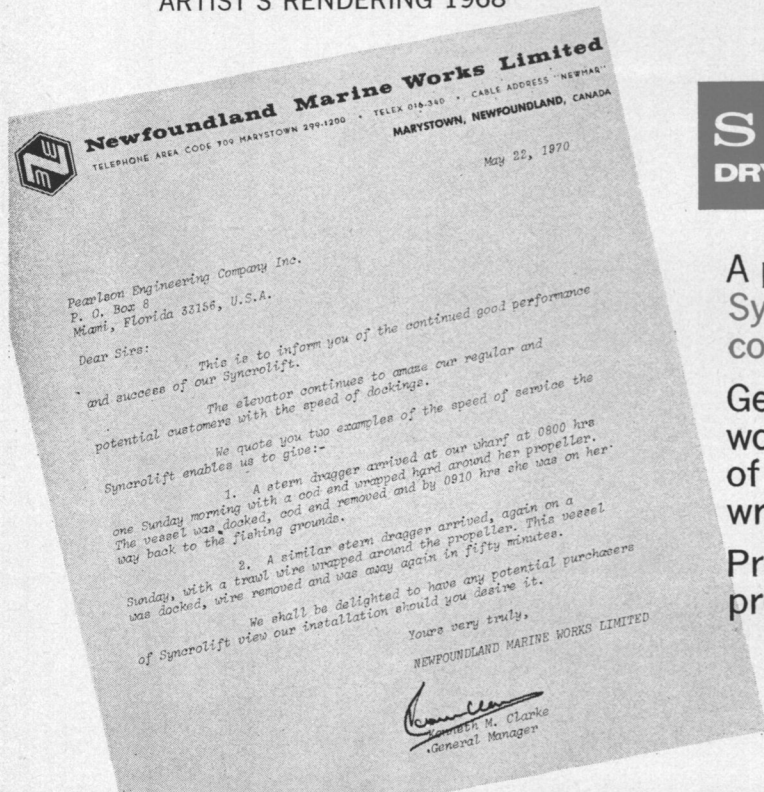 ARTIST'S RENDERING 1968
Newfoundland Marine Works Limited
TELEPHONE AREA CODE 709 MARYSTOWN 299-1200 • TELEX 016-340 • CABLE ADDRESS "NEWMAR"
MARYSTOWN, NEWFOUNDLAND, CANADA
May 22, 1970
Pearlson Engineering Company Inc.
P. O. Box 8
Miami, Florida 33156, U.S.A.
Dear Sirs:
This is to inform you of the continued good performance
and success of our Syncrolift.
The elevator continues to amaze our regular and
potential customers with the speed of dockings.
We quote you two examples of the speed of service the
Syncrolift enables us to give:-
1. A stern dragger arrived at our wharf at 0800 hrs
one Sunday morning with a cod end wrapped hard around her propeller.
The vessel was docked, cod end removed and by 0910 hrs she was on her
way back to the fishing grounds.
2. A similar stern dragger arrived, again on a
Sunday, with a trawl wire wrapped around the propeller. This vessel
was docked, wire removed and was away again in fifty minutes.
We shall be delighted to have any potential purchasers
of Syncrolift view our installation should you desire it.
Yours very truly,
NEWFOUNDLAND MARINE WORKS LIMITED
Kenneth M. Clarke
General Manager
S
DRY
A p
Sy
co
Ge
wo
of
wr
Pr
pr